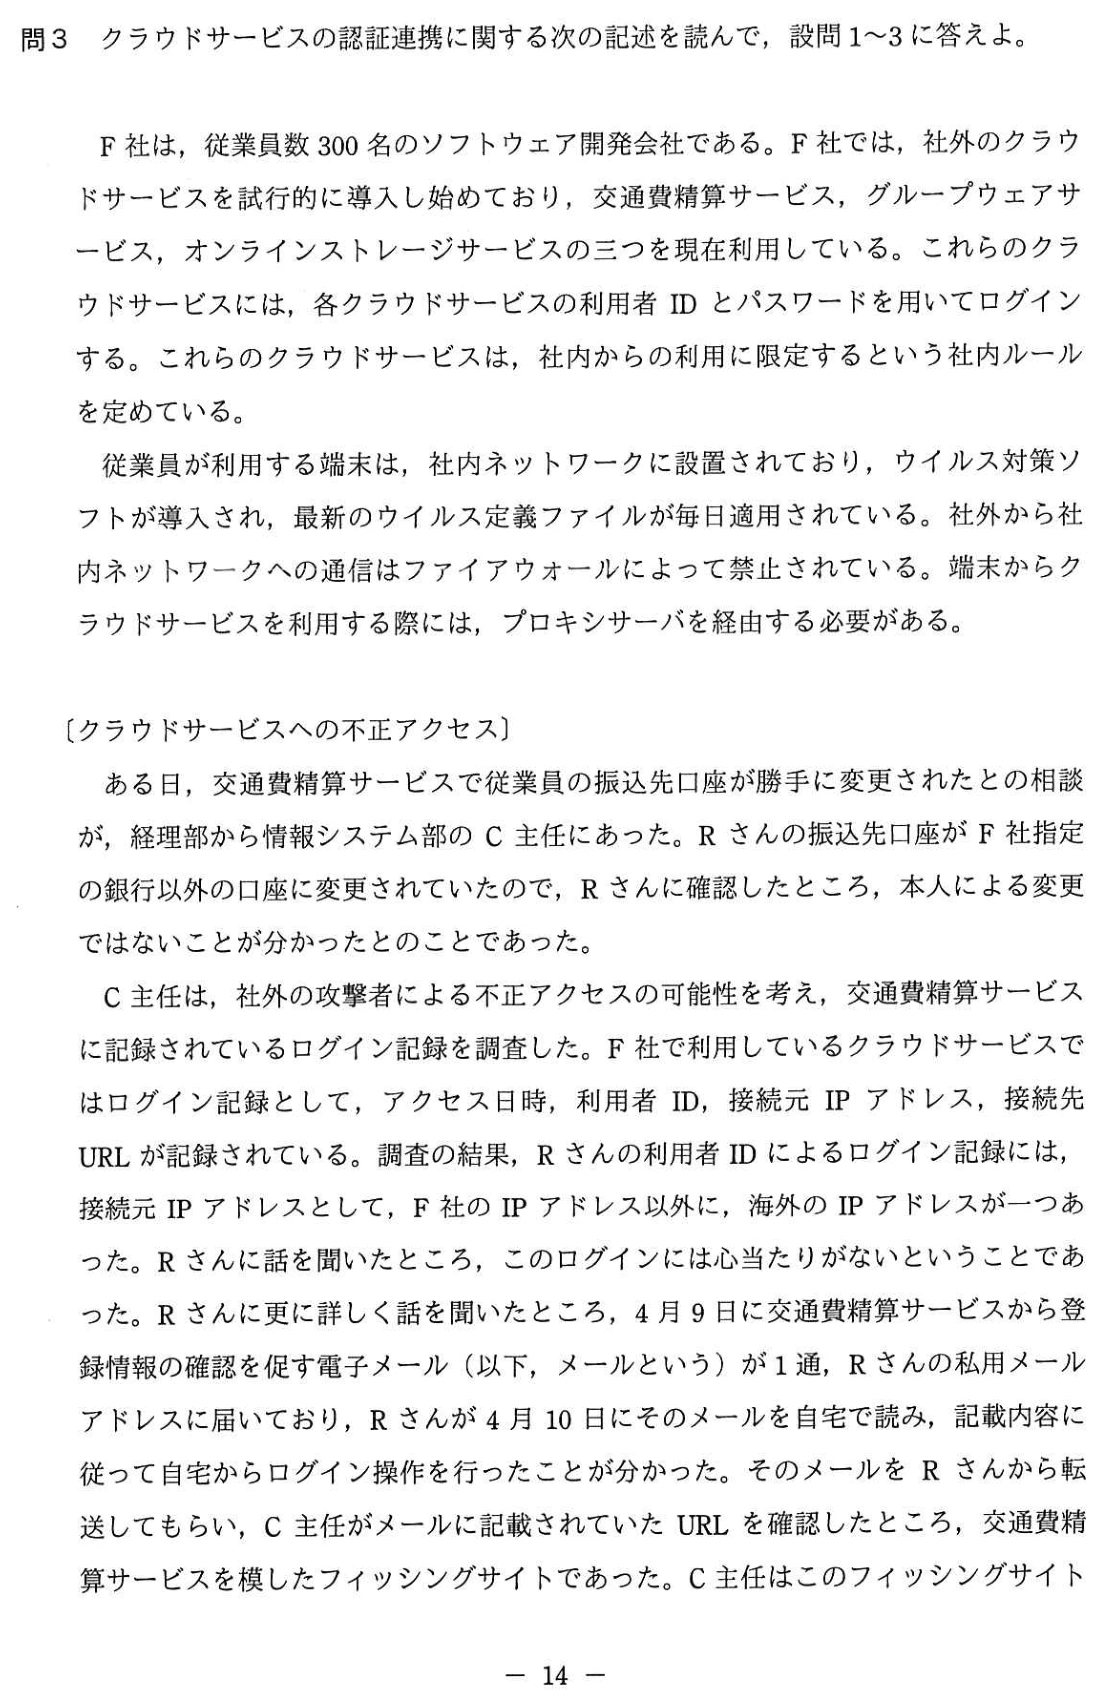 問3　クラウドサービスの認証連携に関する次の記述を読んで，設問1～3に答えよ。
F社は，従業員数300名のソフトウェア開発会社である。F社では，社外のクラウ
ドサービスを試行的に導入し始めており，交通費精算サービス，グループウェアサ
ービス，オンラインストレージサービスの三つを現在利用している。これらのクラ
ウドサービスには，各クラウドサービスの利用者 ID とパスワードを用いてログイン
する。これらのクラウドサービスは，社内からの利用に限定するという社内ルール
を定めている。
従業員が利用する端末は，社内ネットワークに設置されており，ウイルス対策ソ
フトが導入され，最新のウイルス定義ファイルが毎日適用されている。社外から社
内ネットワークへの通信はファイアウォールによって禁止されている。端末からク
ラウドサービスを利用する際には，プロキシサーバを経由する必要がある。
〔クラウドサービスへの不正アクセス〕
ある日，交通費精算サービスで従業員の振込先口座が勝手に変更されたとの相談
が，経理部から情報システム部の C 主任にあった。R さんの振込先口座が F 社指定
の銀行以外の口座に変更されていたので，R さんに確認したところ，本人による変更
ではないことが分かったとのことであった。
C 主任は，社外の攻撃者による不正アクセスの可能性を考え，交通費精算サービス
に記録されているログイン記録を調査した。F 社で利用しているクラウドサービスで
はログイン記録として，アクセス日時，利用者 ID，接続元 IP アドレス，接続先
URL が記録されている。調査の結果，R さんの利用者 ID によるログイン記録には，
接続元 IP アドレスとして，F 社の IP アドレス以外に，海外の IP アドレスが一つあ
った。R さんに話を聞いたところ，このログインには心当たりがないということであ
った。R さんに更に詳しく話を聞いたところ，4 月 9 日に交通費精算サービスから登
録情報の確認を促す電子メール（以下，メールという）が 1 通，R さんの私用メール
アドレスに届いており，R さんが 4 月 10 日にそのメールを自宅で読み，記載内容に
従って自宅からログイン操作を行ったことが分かった。そのメールを R さんから転
送してもらい，C 主任がメールに記載されていた URL を確認したところ，交通費精
算サービスを模したフィッシングサイトであった。C 主任はこのフィッシングサイト
－ 14 －